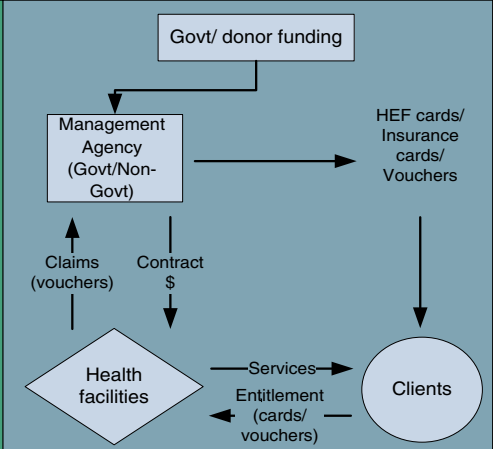 Govt/ donor funding
Management
Agency
(Govt/Non-
Govt)
HEF cards/
Insurance
cards/
Vouchers
Claims
(vouchers)
Contract
$
Health
facilities
Services
Entitlement
(cards/
vouchers)
Clients